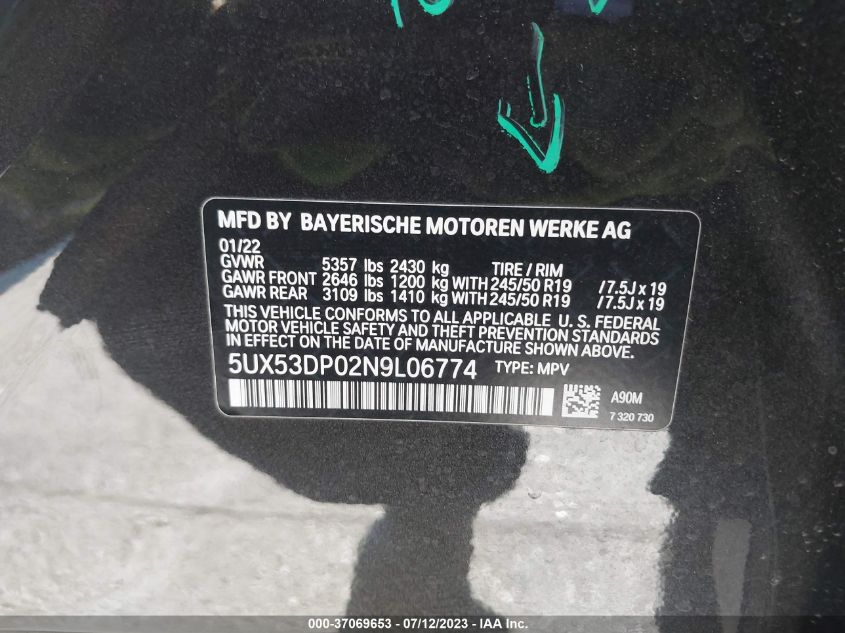 MFD BY BAYERISCHE MOTOREN WERKE AG
01/22
GVWR 5357 lbs 2430 kg TIRE / RIM
GAWR FRONT 2646 lbs 1200 kg WITH 245/50 R19 /7.5J x 19
GAWR REAR 3109 lbs 1410 kg WITH 245/50 R19 /7.5J x 19
THIS VEHICLE CONFORMS TO ALL APPLICABLE U. S. FEDERAL
MOTOR VEHICLE SAFETY AND THEFT PREVENTION STANDARDS
IN EFFECT ON THE DATE OF MANUFACTURE SHOWN ABOVE.
5UX53DP02N9L06774 TYPE: MPV
A90M
7 320 730
000-37069653 - 07/12/2023 - IAA Inc.